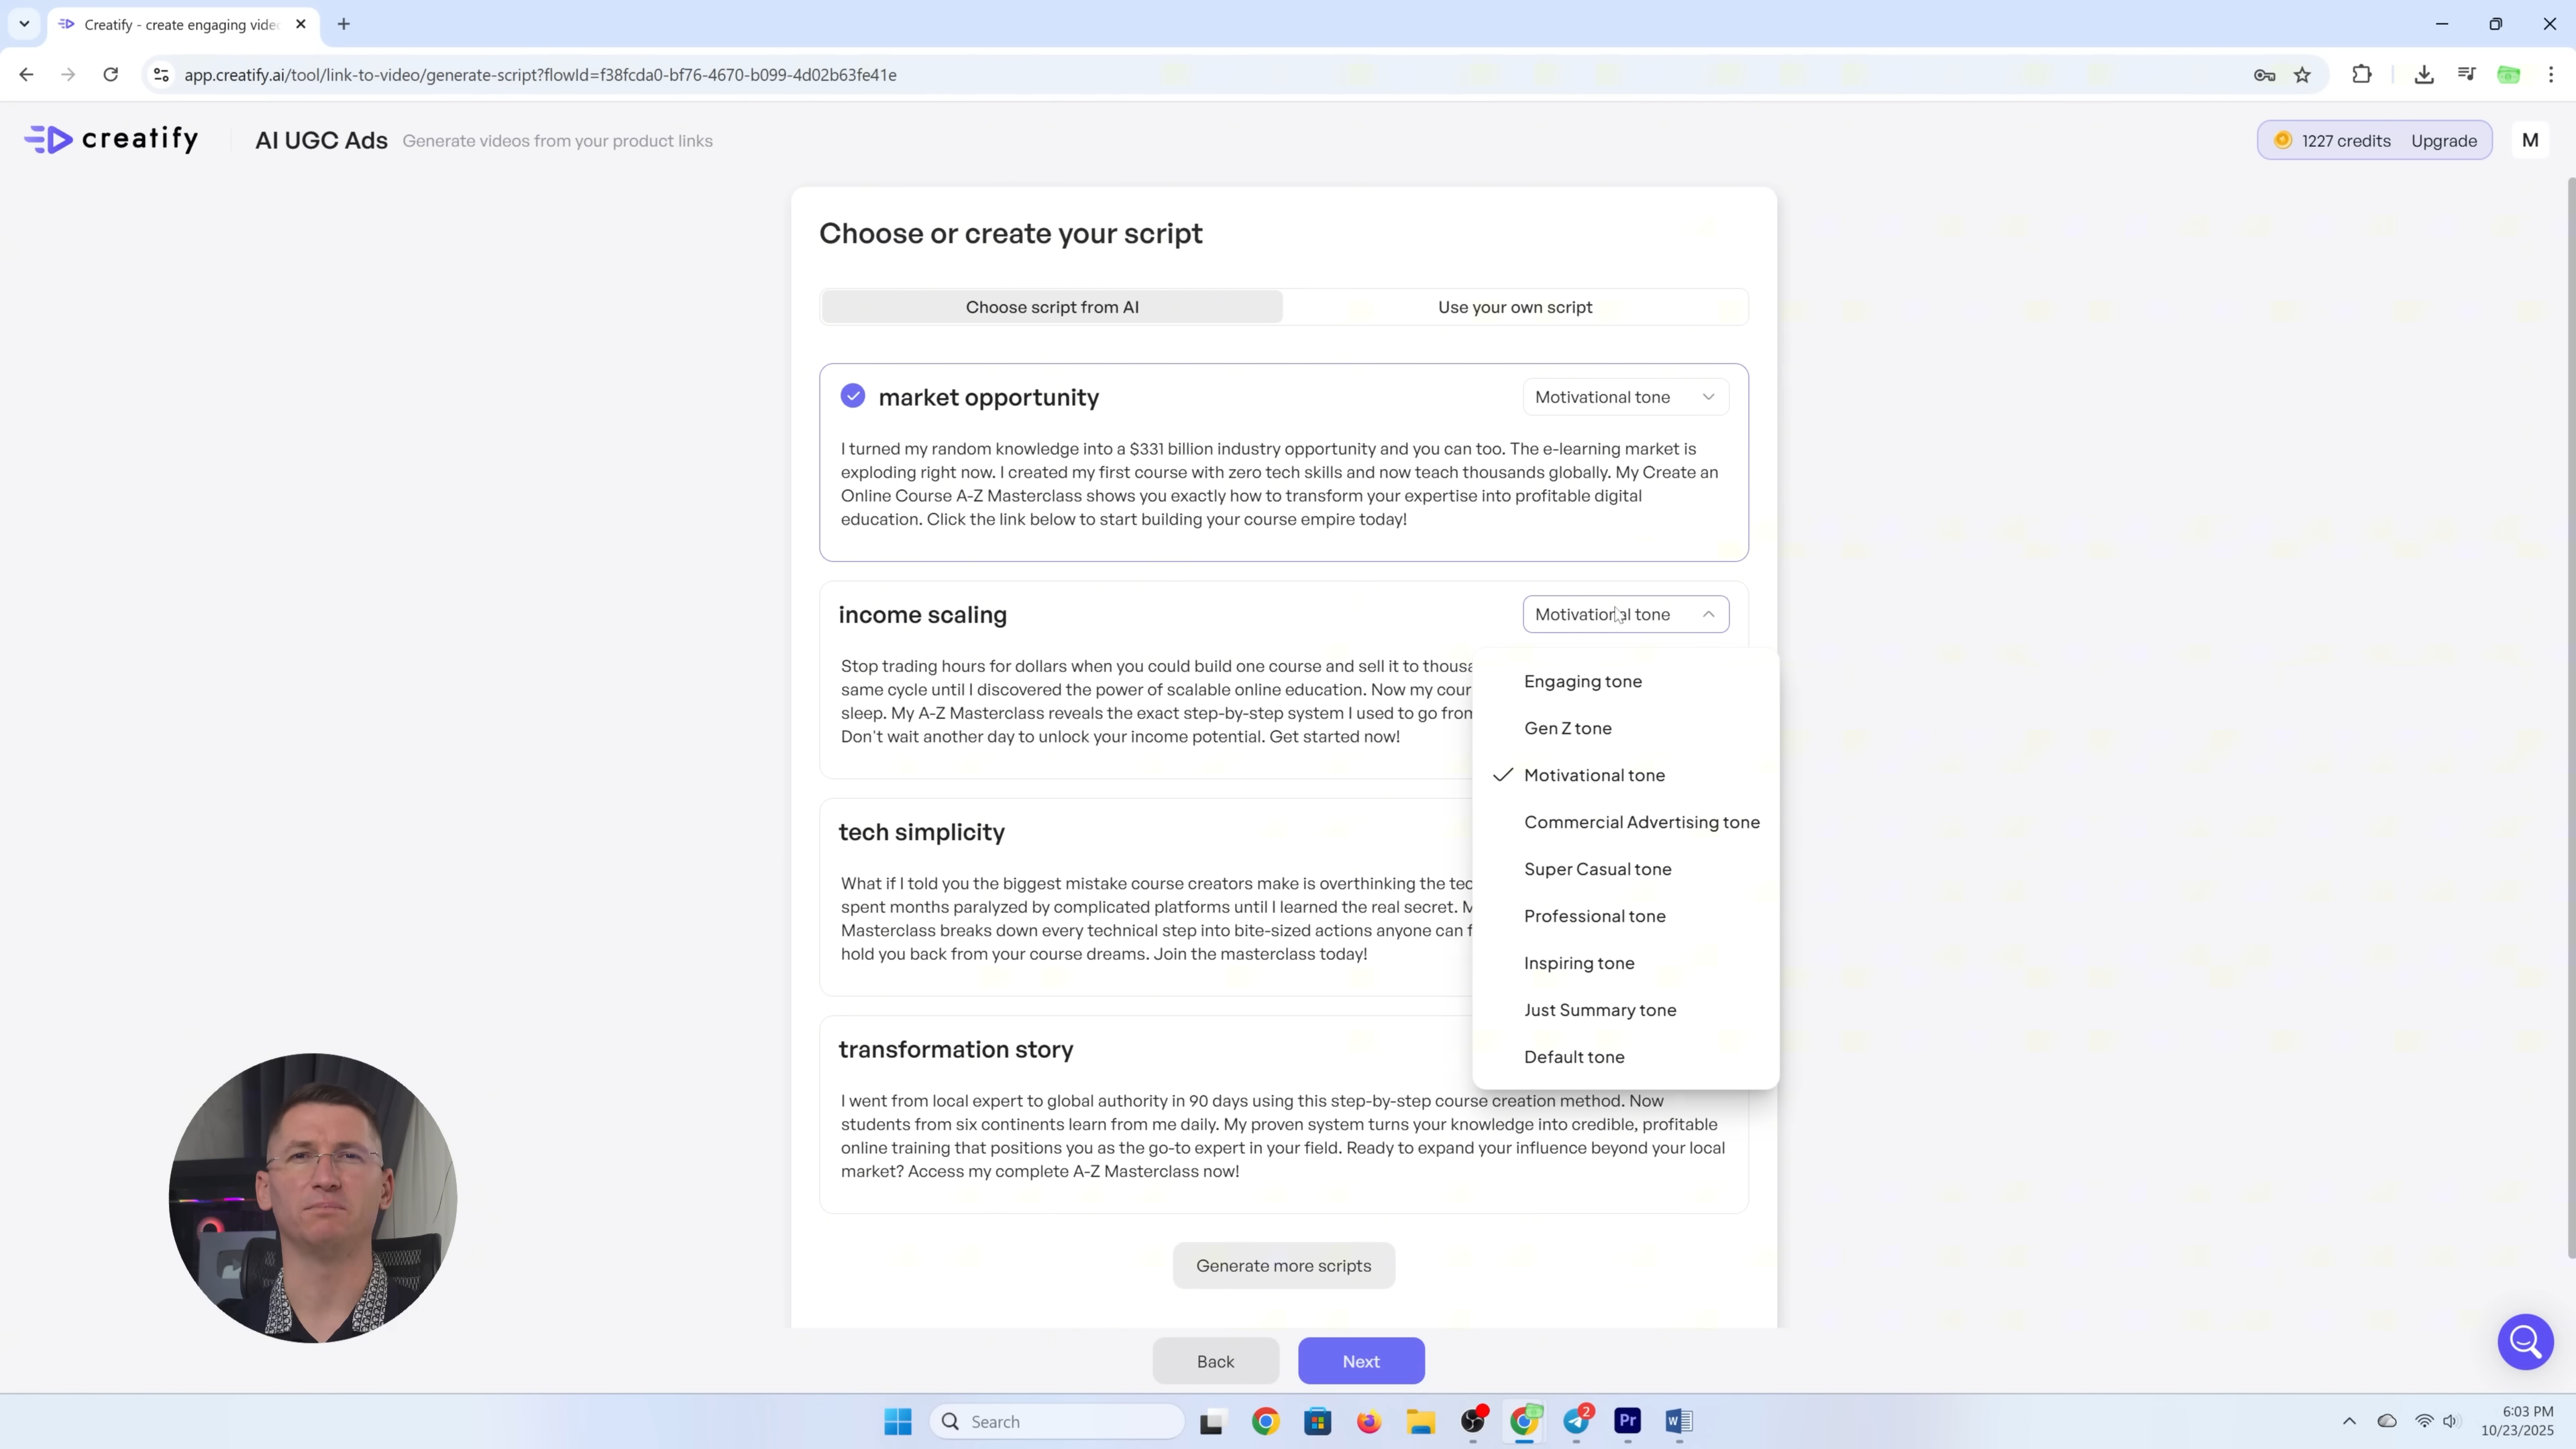 Creatify - create engaging vide
app.creatify.ai/tool/link-to-video/generate-script?flowId=f38fcda0-bf76-4670-b099-4d02b63fe41e
creatify
AI UGC Ads
Generate videos from your product links
1227 credits
Upgrade
M
Choose or create your script
Choose script from AI
Use your own script
market opportunity
Motivational tone
I turned my random knowledge into a $331 billion industry opportunity and you can too. The e-learning market is
exploding right now. I created my first course with zero tech skills and now teach thousands globally. My Create an
Online Course A-Z Masterclass shows you exactly how to transform your expertise into profitable digital
education. Click the link below to start building your course empire today!
income scaling
Motivational tone
Stop trading hours for dollars when you could build one course and sell it to thousa
same cycle until I discovered the power of scalable online education. Now my cour
sleep. My A-Z Masterclass reveals the exact step-by-step system I used to go from
Don't wait another day to unlock your income potential. Get started now!
Engaging tone
Gen Z tone
Motivational tone
Commercial Advertising tone
Super Casual tone
Professional tone
Inspiring tone
Just Summary tone
Default tone
tech simplicity
What if I told you the biggest mistake course creators make is overthinking the tec
spent months paralyzed by complicated platforms until I learned the real secret. M
Masterclass breaks down every technical step into bite-sized actions anyone can f
hold you back from your course dreams. Join the masterclass today!
transformation story
I went from local expert to global authority in 90 days using this step-by-step course creation method. Now
students from six continents learn from me daily. My proven system turns your knowledge into credible, profitable
online training that positions you as the go-to expert in your field. Ready to expand your influence beyond your local
market? Access my complete A-Z Masterclass now!
Generate more scripts
Back
Next
Search
2
Pr
W
6:03 PM
10/23/2025